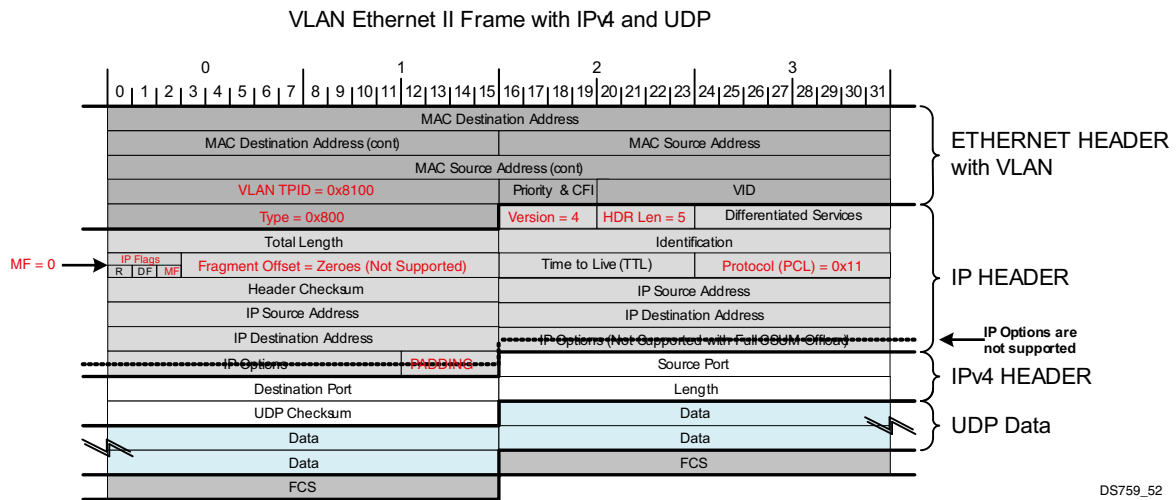 VLAN Ethernet II Frame with IPv4 and UDP
0 1 2 3
0 1 2 3 4 5 6 7 8 9 10 11 12 13 14 15 16 17 18 19 20 21 22 23 24 25 26 27 28 29 30 31
MAC Destination Address
MAC Destination Address (cont) MAC Source Address
ETHERNET HEADER
with VLAN
MAC Source Address (cont)
VLAN TPID = 0x8100 Priority & CFI VID
Type = 0x800 Version = 4 HDR Len = 5 Differentiated Services
Total Length Identification
MF = 0 IP Flags
R DF MF Fragment Offset = Zeroes (Not Supported) Time to Live (TTL) Protocol (PCL) = 0x11
IP HEADER
Header Checksum IP Source Address
IP Source Address IP Destination Address
IP Destination Address IP Options (Not Supported with Full CSUM Offload)
IP Options are
not supported
IP Options PADDING Source Port
IPv4 HEADER
Destination Port Length
UDP Checksum Data
UDP Data
Data Data
Data FCS
FCS
DS759_52